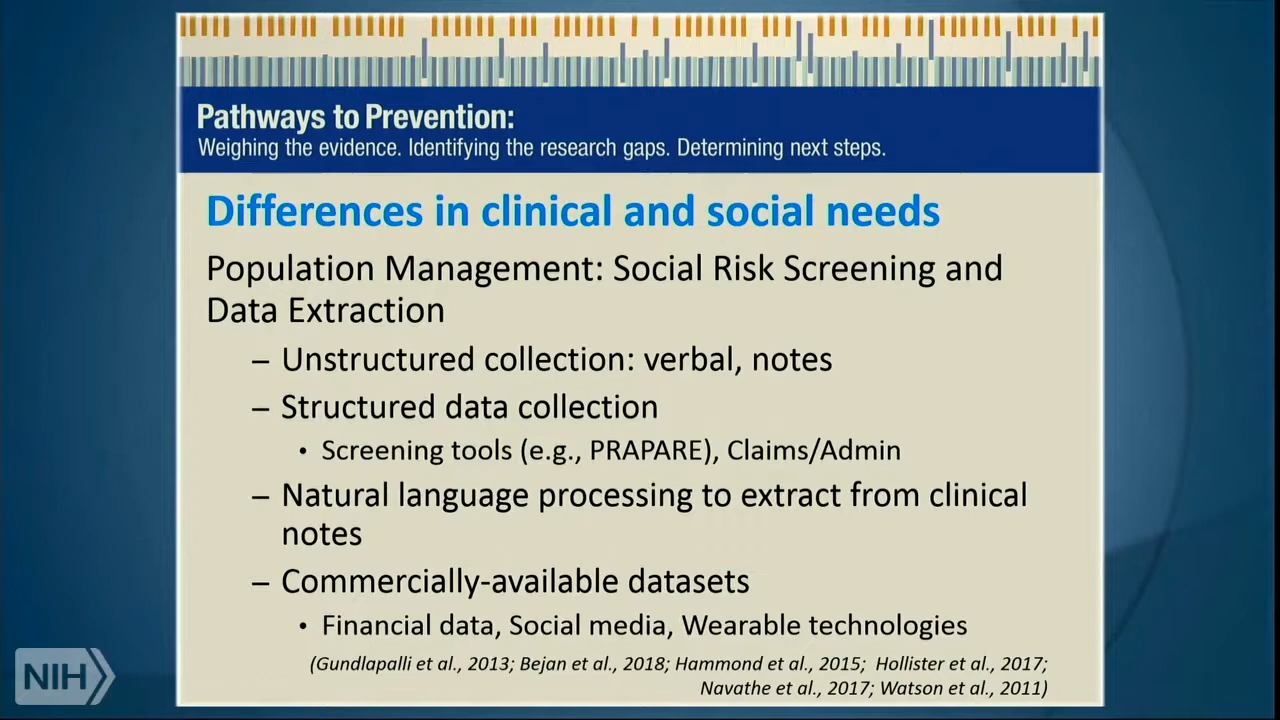 Pathways to Prevention:
Weighing the evidence. Identifying the research gaps. Determining next steps.
Differences in clinical and social needs
Population Management: Social Risk Screening and
Data Extraction
– Unstructured collection: verbal, notes
– Structured data collection
• Screening tools (e.g., PRAPARE), Claims/Admin
– Natural language processing to extract from clinical
notes
– Commercially-available datasets
• Financial data, Social media, Wearable technologies
(Gundlapalli et al., 2013; Bejan et al., 2018; Hammond et al., 2015; Hollister et al., 2017;
Navathe et al., 2017; Watson et al., 2011)
NIH